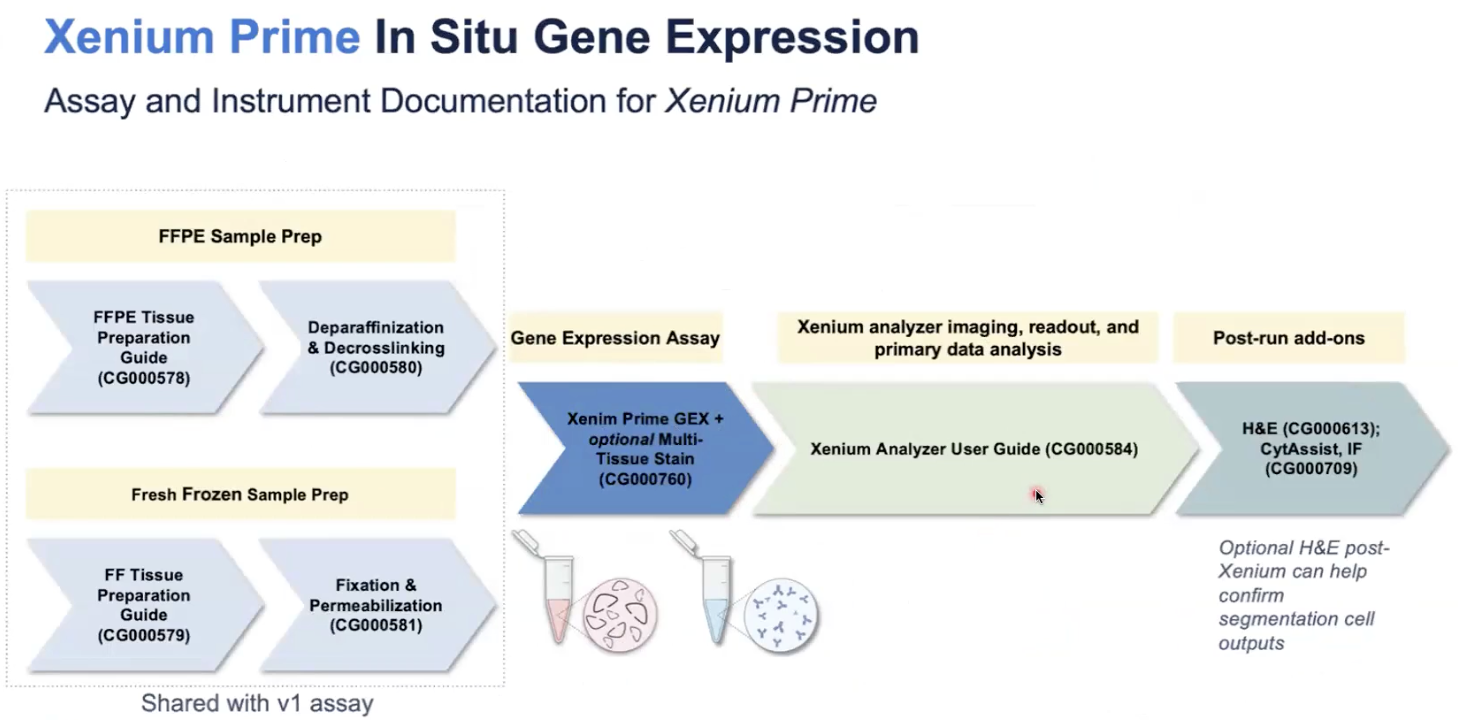 Xenium Prime In Situ Gene Expression
Assay and Instrument Documentation for Xenium Prime
FFPE Sample Prep
FFPE Tissue
Preparation
Guide
(CG000578)
Deparaffinization
& Decrosslinking
(CG000580)
Fresh Frozen Sample Prep
FF Tissue
Preparation
Guide
(CG000579)
Fixation &
Permeabilization
(CG000581)
Shared with v1 assay
Gene Expression Assay
Xenim Prime GEX +
optional Multi-
Tissue Stain
(CG000760)
Xenium analyzer imaging, readout, and
primary data analysis
Xenium Analyzer User Guide (CG000584)
Post-run add-ons
H&E (CG000613);
CytAssist, IF
(CG000709)
Optional H&E post-
Xenium can help
confirm
segmentation cell
outputs